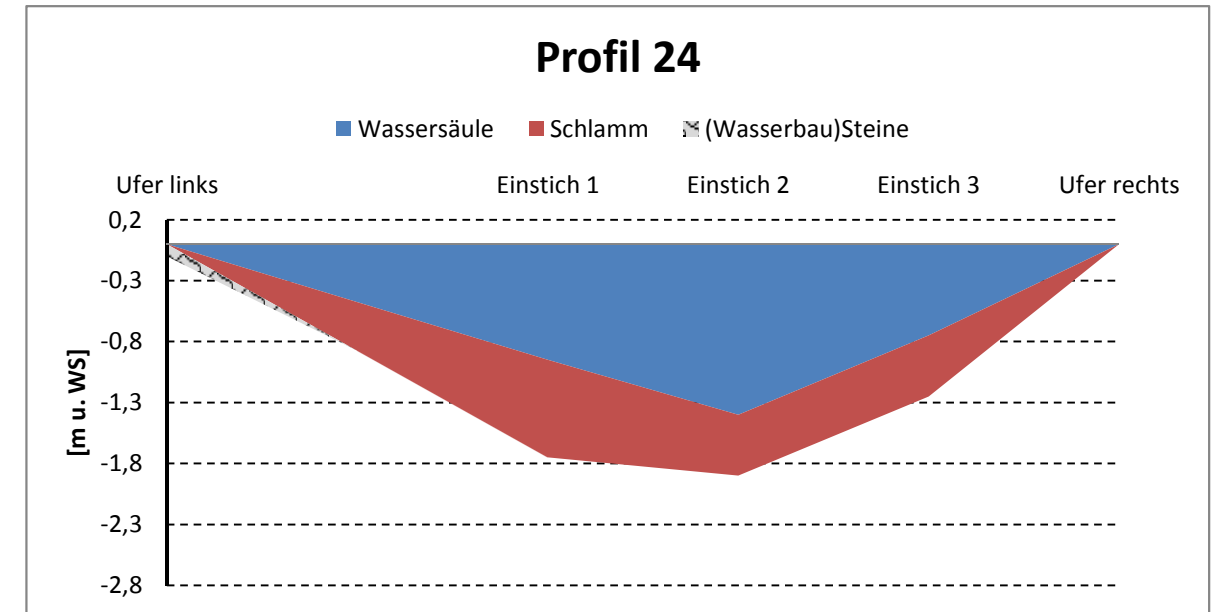 Profil 24
Wassersäule Schlamm (Wasserbau)Steine
Ufer links Einstich 1 Einstich 2 Einstich 3 Ufer rechts
0,2
-0,3
-0,8
-1,3
-1,8
-2,3
-2,8
[m u. WS]